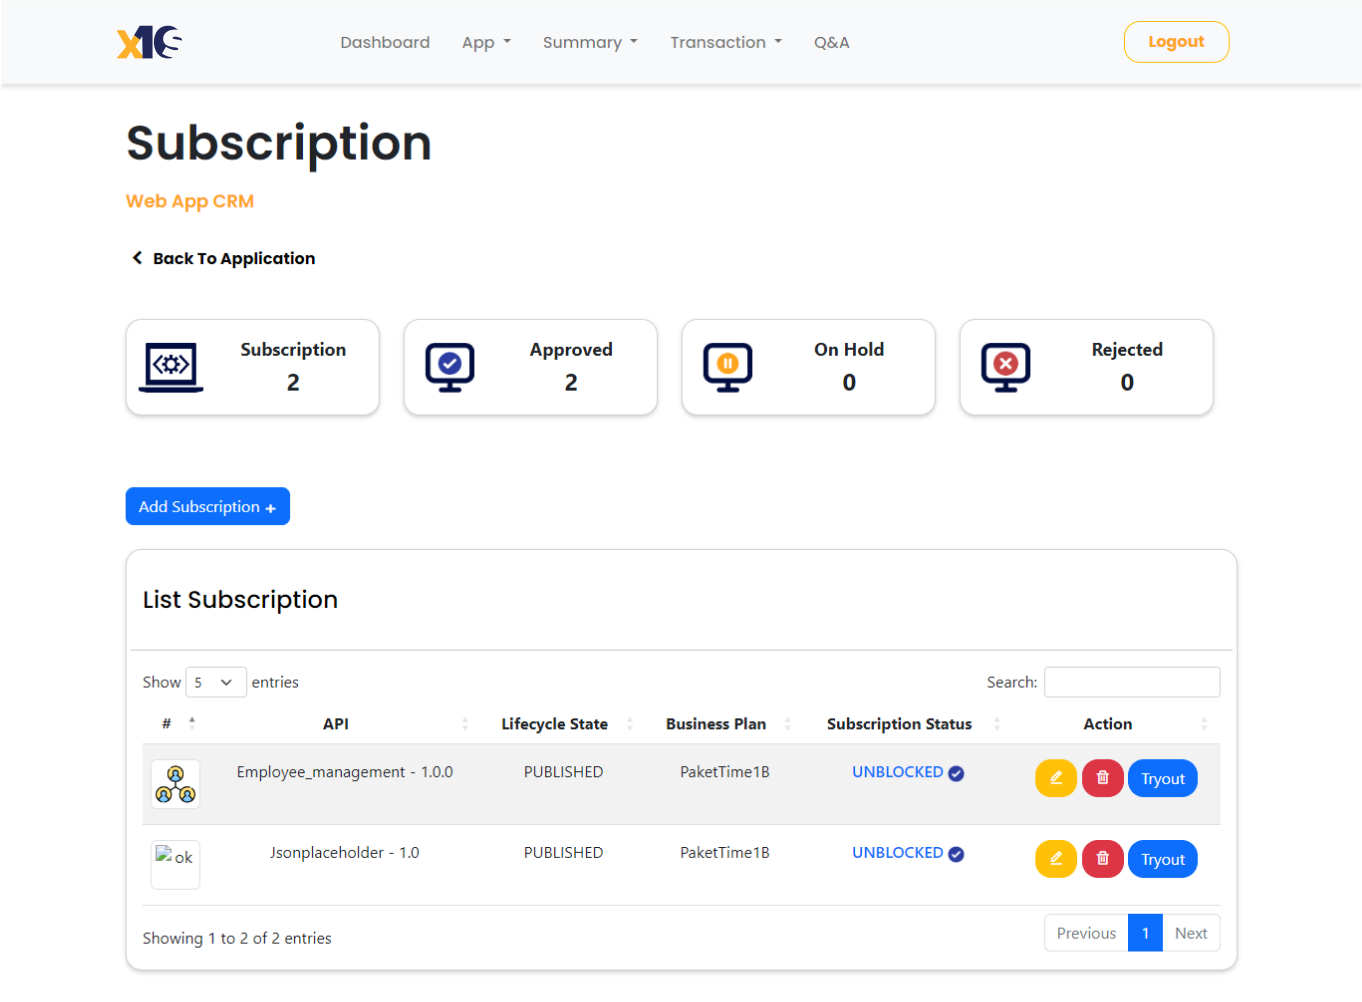 Dashboard App Summary Transaction Q&A Logout
Subscription
Web App CRM
Back To Application
Subscription Approved On Hold Rejected
2 2 0 0
Add Subscription +
List Subscription
Show 5 entries Search:
# API Lifecycle State Business Plan Subscription Status Action
Employee_management - 1.0.0 PUBLISHED PaketTime1B UNBLOCKED Tryout
ok Jsonplaceholder - 1.0 PUBLISHED PaketTime1B UNBLOCKED Tryout
Showing 1 to 2 of 2 entries Previous 1 Next